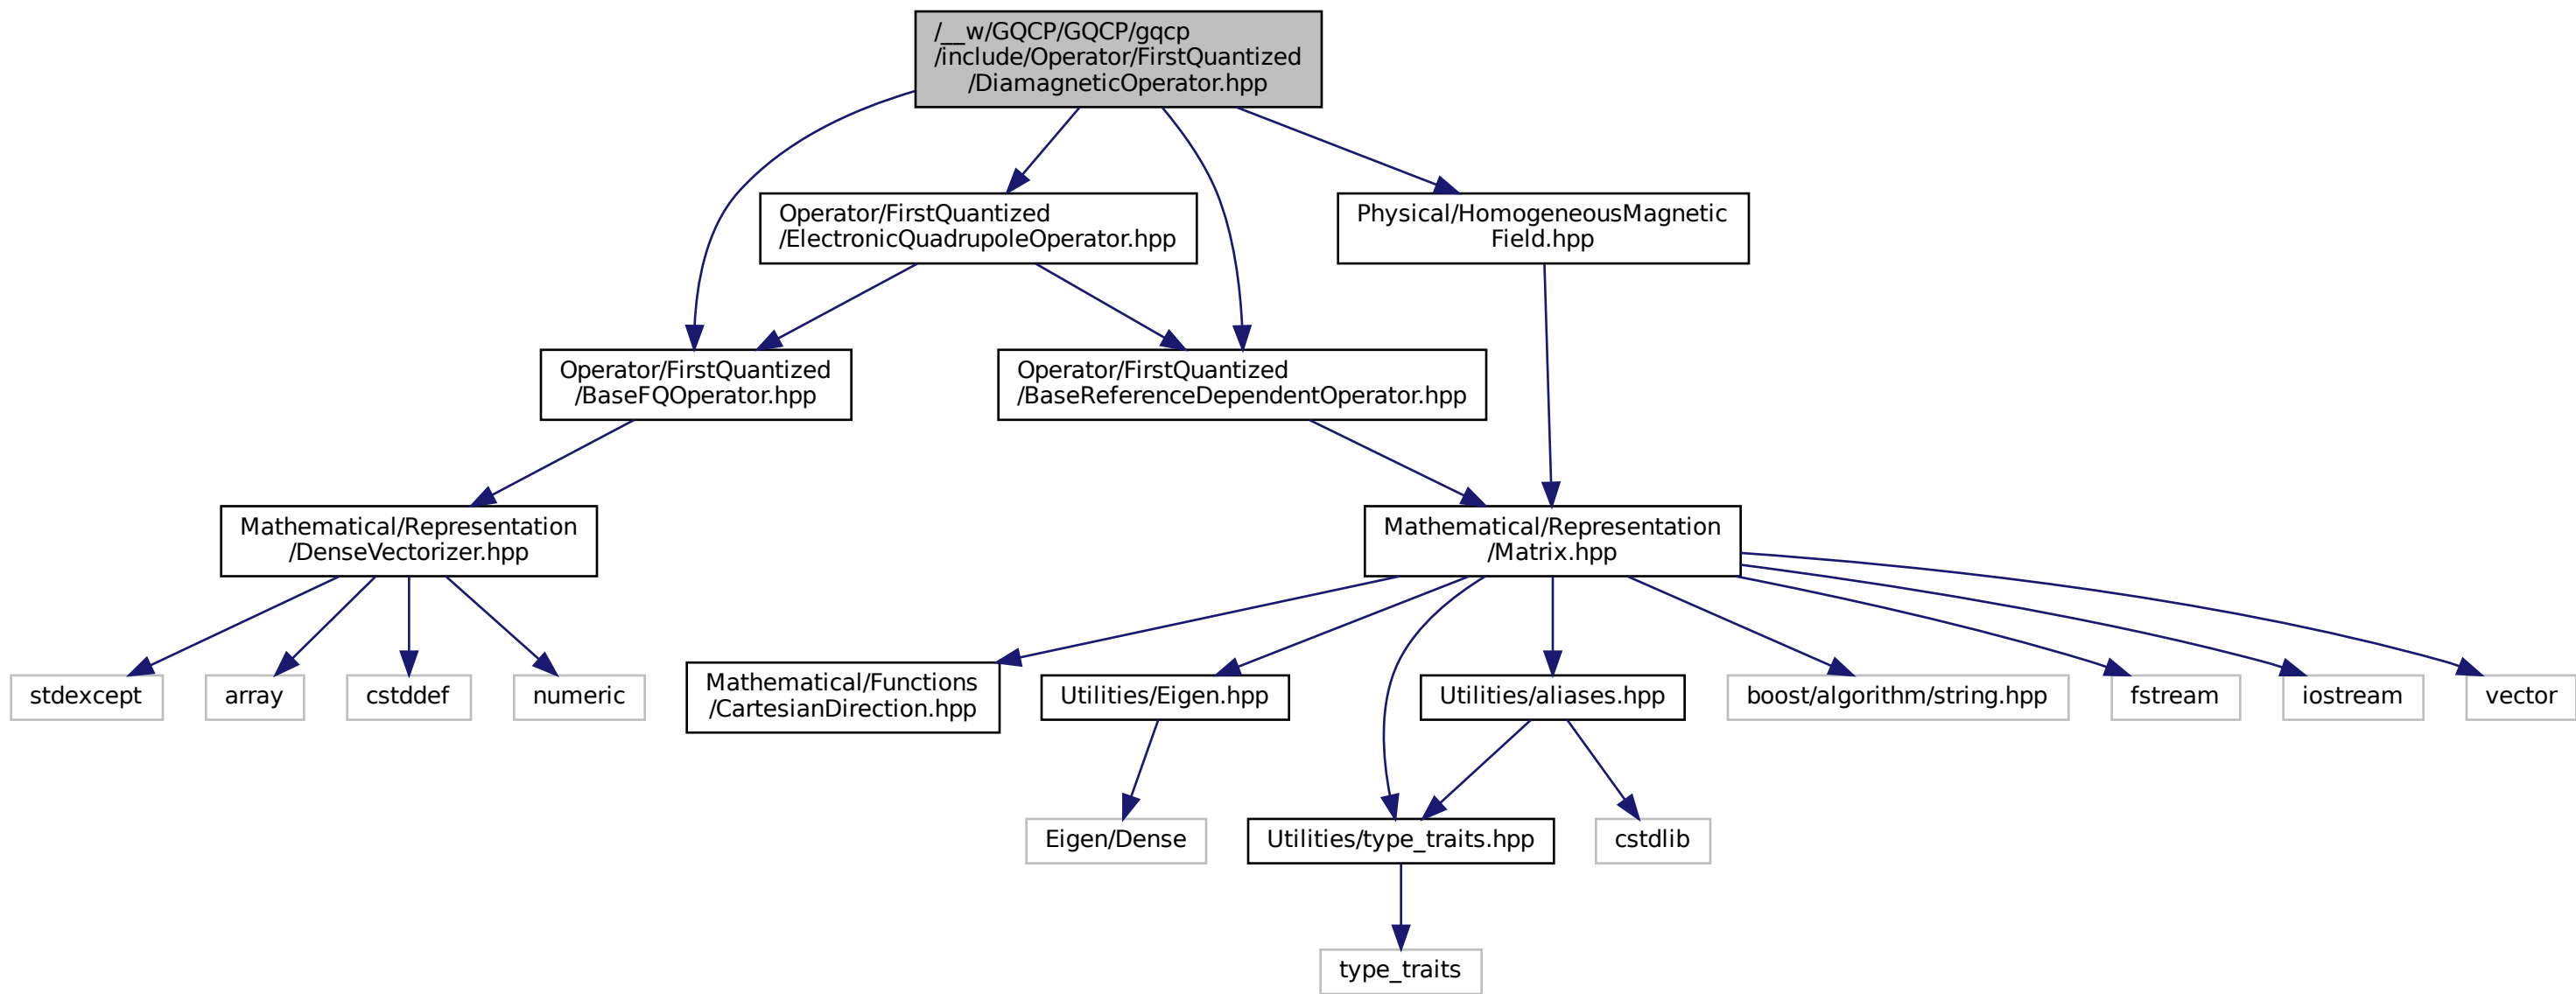 /__w/GQCP/GQCP/gqcp
/include/Operator/FirstQuantized
/DiamagneticOperator.hpp
Operator/FirstQuantized
/ElectronicQuadrupoleOperator.hpp
Physical/HomogeneousMagnetic
Field.hpp
Operator/FirstQuantized
/BaseFQOperator.hpp
Operator/FirstQuantized
/BaseReferenceDependentOperator.hpp
Mathematical/Representation
/DenseVectorizer.hpp
Mathematical/Representation
/Matrix.hpp
stdexcept
array
cstddef
numeric
Mathematical/Functions
/CartesianDirection.hpp
Utilities/Eigen.hpp
Utilities/aliases.hpp
boost/algorithm/string.hpp
fstream
iostream
vector
Eigen/Dense
Utilities/type_traits.hpp
cstdlib
type_traits